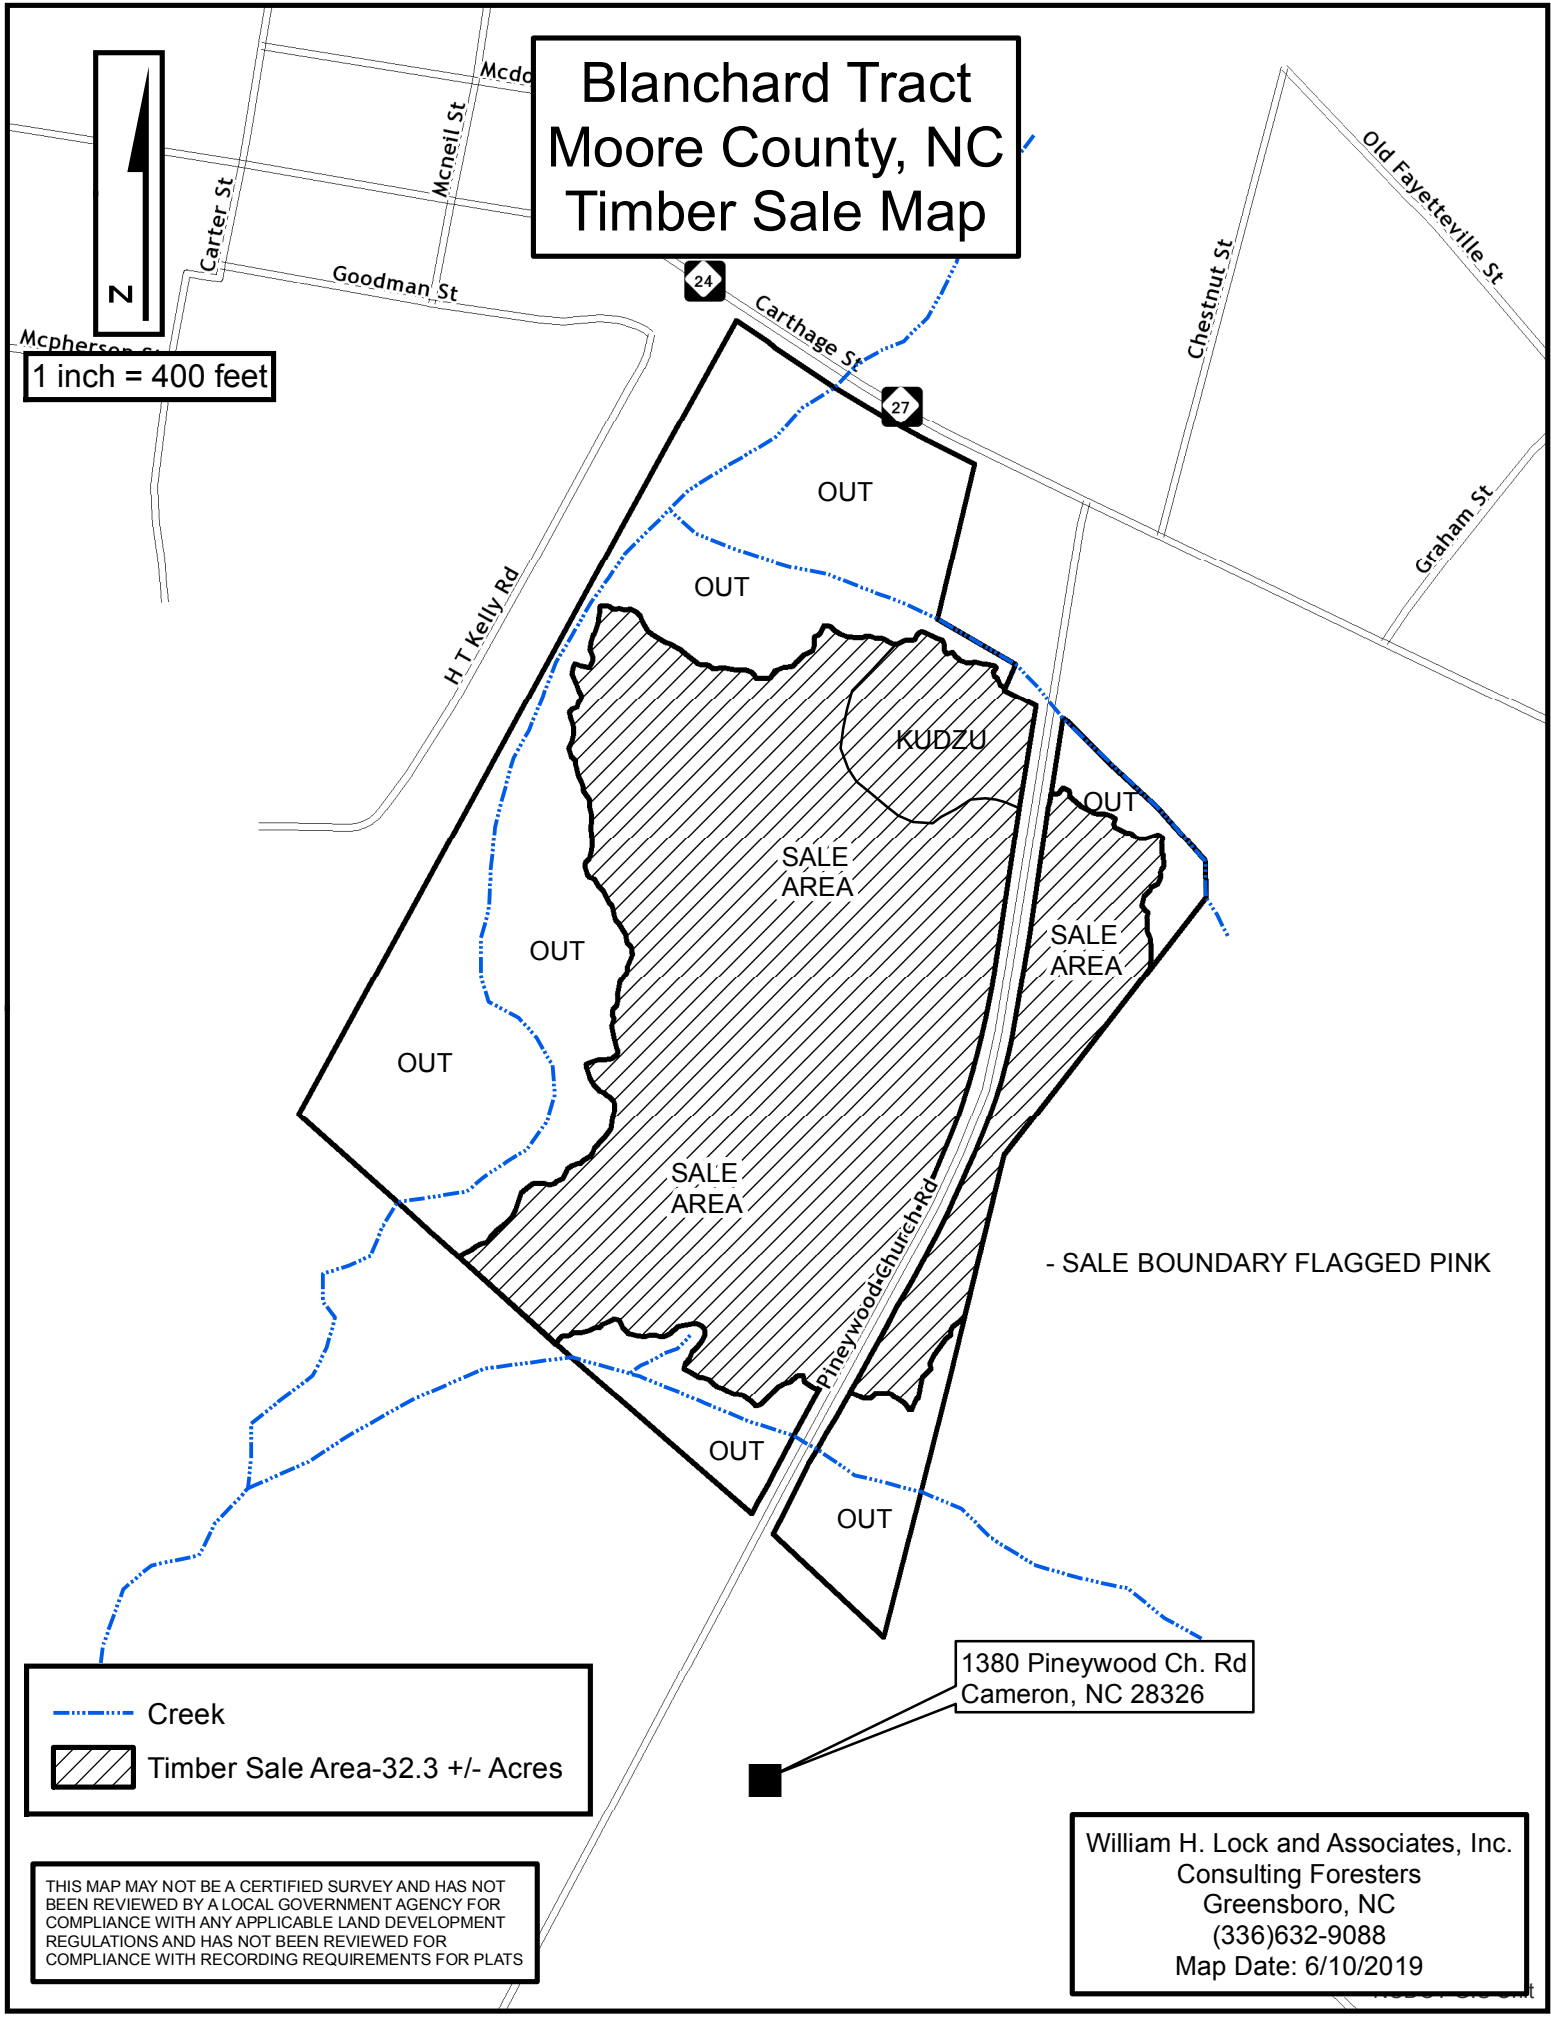 Blanchard Tract
Moore County, NC
Timber Sale Map
N
1 inch = 400 feet
Mcneil St
Carter St
Goodman St
24
Carthage St
27
Old Fayetteville St
Chestnut St
Graham St
H T Kelly Rd
OUT
OUT
KUDZU
OUT
SALE
AREA
SALE
AREA
OUT
OUT
SALE
AREA
Pineywood Church Rd
- SALE BOUNDARY FLAGGED PINK
OUT
OUT
1380 Pineywood Ch. Rd
Cameron, NC 28326
Creek
Timber Sale Area-32.3 +/- Acres
THIS MAP MAY NOT BE A CERTIFIED SURVEY AND HAS NOT
BEEN REVIEWED BY A LOCAL GOVERNMENT AGENCY FOR
COMPLIANCE WITH ANY APPLICABLE LAND DEVELOPMENT
REGULATIONS AND HAS NOT BEEN REVIEWED FOR
COMPLIANCE WITH RECORDING REQUIREMENTS FOR PLATS
William H. Lock and Associates, Inc.
Consulting Foresters
Greensboro, NC
(336)632-9088
Map Date: 6/10/2019